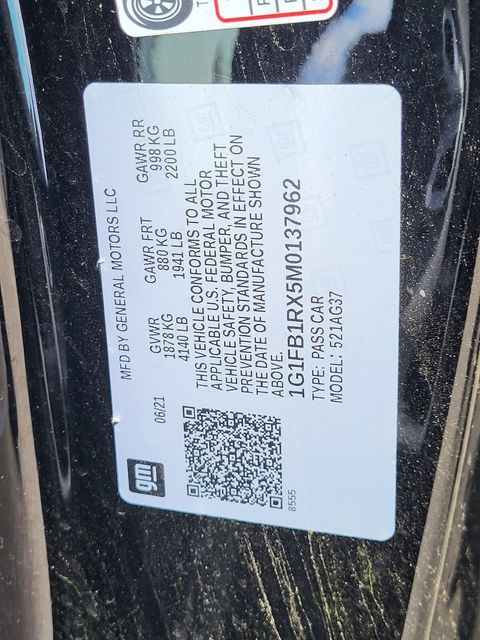 gm
MFD BY GENERAL MOTORS LLC
06/21
GVWR GAWR FRT GAWR RR
1878 KG 880 KG 998 KG
4140 LB 1941 LB 2200 LB
THIS VEHICLE CONFORMS TO ALL
APPLICABLE U.S. FEDERAL MOTOR
VEHICLE SAFETY, BUMPER, AND THEFT
PREVENTION STANDARDS IN EFFECT ON
THE DATE OF MANUFACTURE SHOWN
ABOVE.
1G1FB1RX5M0137962
TYPE: PASS CAR
MODEL: 521AG37
8555